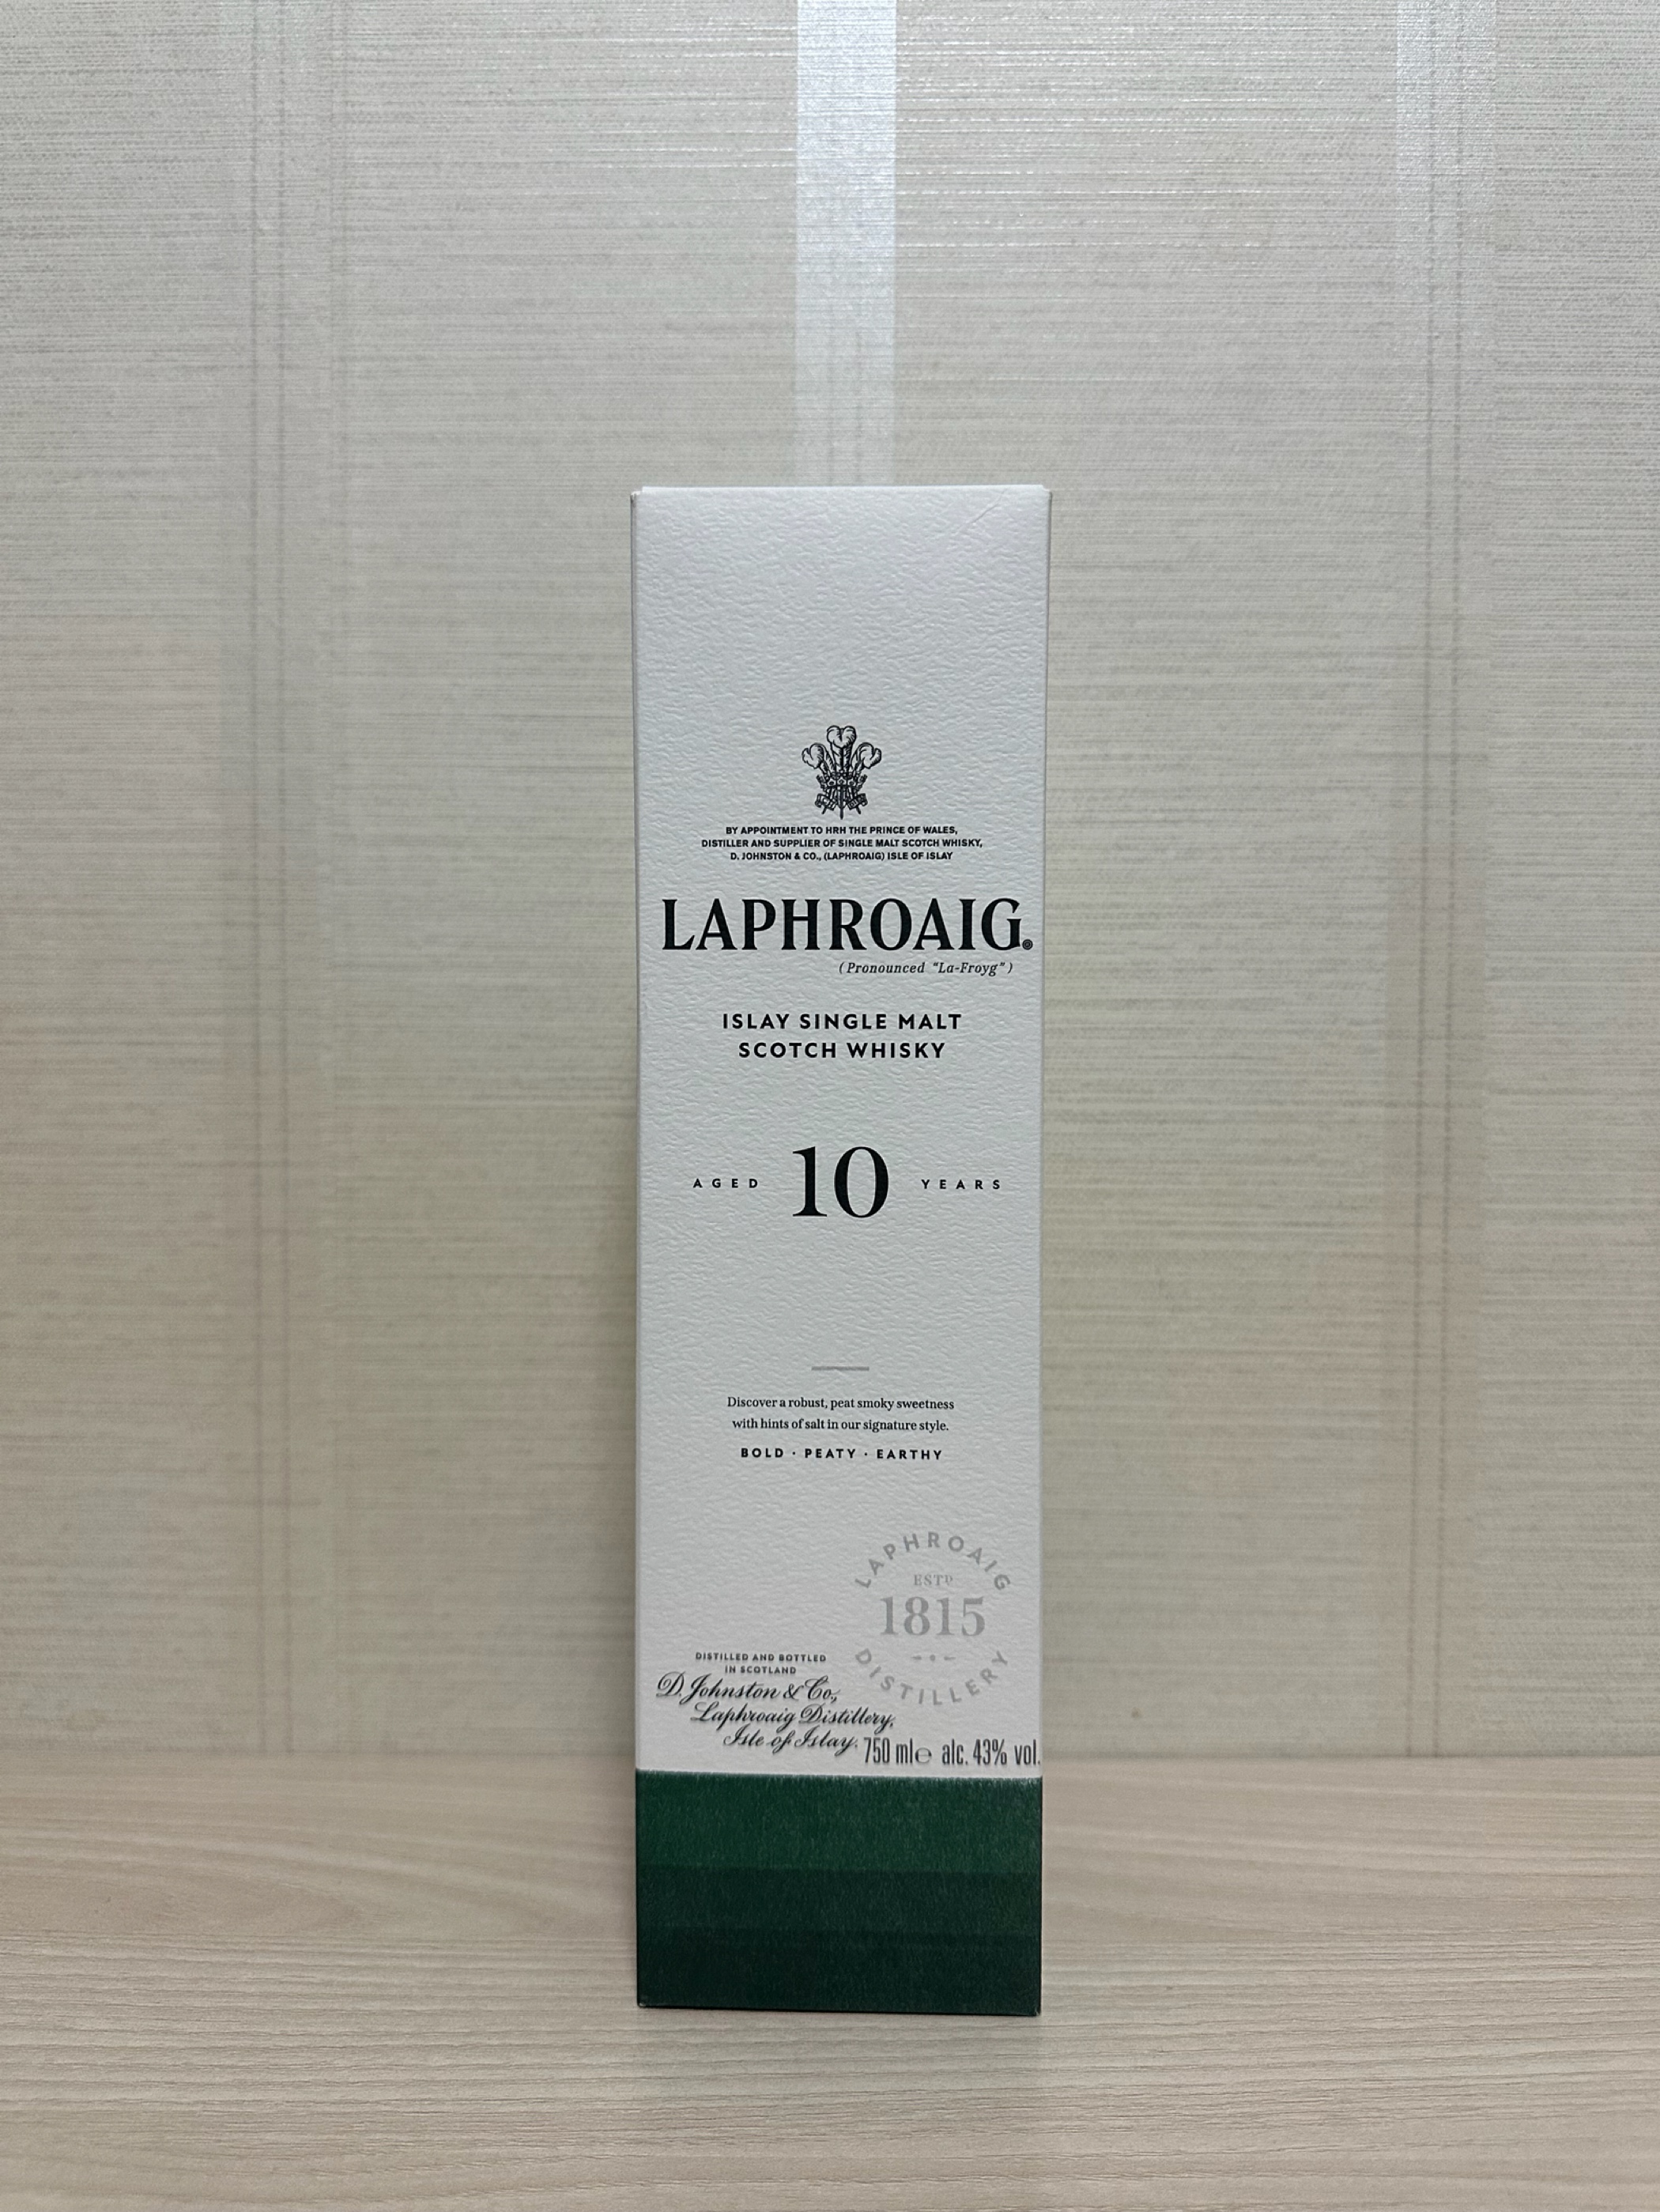 BY APPOINTMENT TO HRH THE PRINCE OF WALES,
DISTILLER AND SUPPLIER OF SINGLE MALT SCOTCH WHISKY,
D. JOHNSTON & CO., (LAPHROAIG) ISLE OF ISLAY
LAPHROAIG®
(Pronounced "La-Froyg")
ISLAY SINGLE MALT
SCOTCH WHISKY
AGED 10 YEARS
Discover a robust, peat smoky sweetness
with hints of salt in our signature style.
BOLD · PEATY · EARTHY
LAPHROAIG
ESTD
1815
DISTILLERY
DISTILLED AND BOTTLED
IN SCOTLAND
D. Johnston & Co.,
Laphroaig Distillery,
Isle of Islay.
750 ml℮ alc. 43% vol.